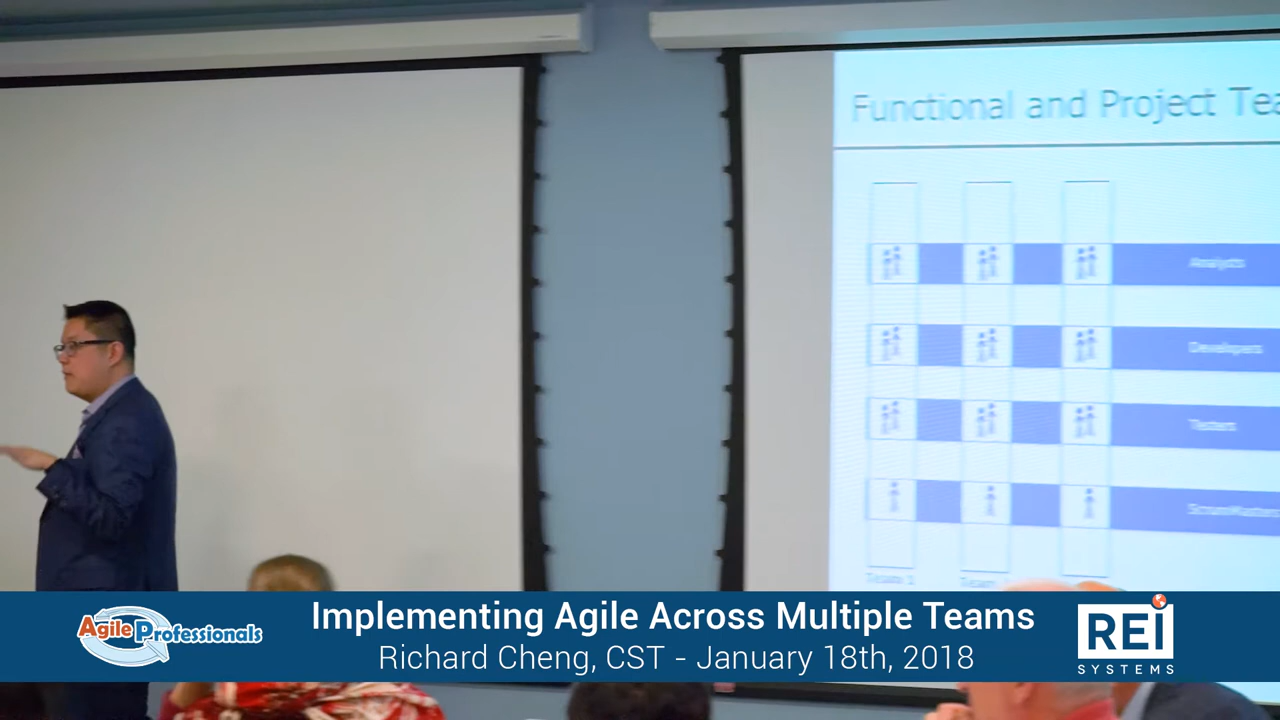 Functional and Project Tea
Analysts
Developers
Testers
ScrumMasters
Team 1
Team
Agile Professionals
Implementing Agile Across Multiple Teams
Richard Cheng, CST - January 18th, 2018
REI
SYSTEMS